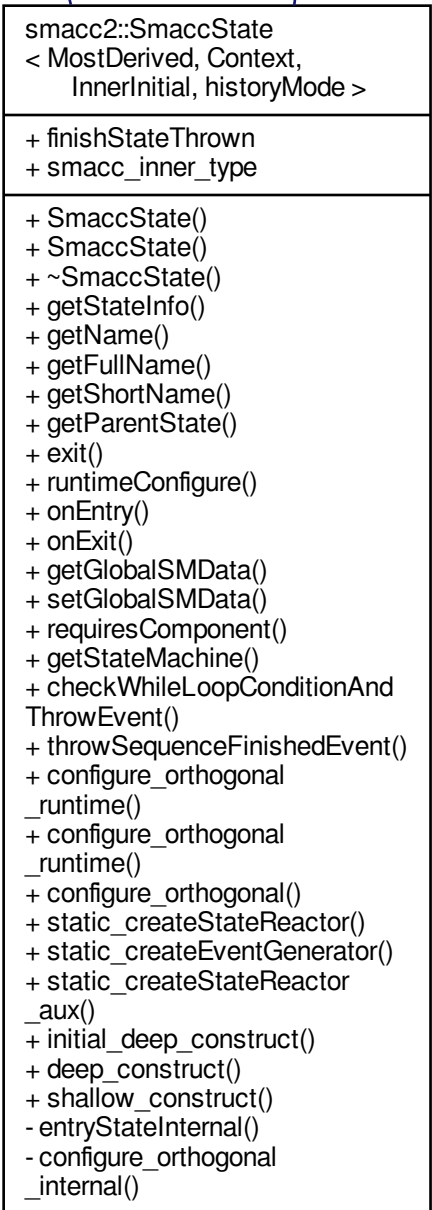 smacc2::SmaccState
< MostDerived, Context,
InnerInitial, historyMode >
+ finishStateThrown
+ smacc_inner_type
+ SmaccState()
+ SmaccState()
+ ~SmaccState()
+ getStateInfo()
+ getName()
+ getFullName()
+ getShortName()
+ getParentState()
+ exit()
+ runtimeConfigure()
+ onEntry()
+ onExit()
+ getGlobalSMData()
+ setGlobalSMData()
+ requiresComponent()
+ getStateMachine()
+ checkWhileLoopConditionAnd
ThrowEvent()
+ throwSequenceFinishedEvent()
+ configure_orthogonal
_runtime()
+ configure_orthogonal
_runtime()
+ configure_orthogonal()
+ static_createStateReactor()
+ static_createEventGenerator()
+ static_createStateReactor
_aux()
+ initial_deep_construct()
+ deep_construct()
+ shallow_construct()
- entryStateInternal()
- configure_orthogonal
_internal()